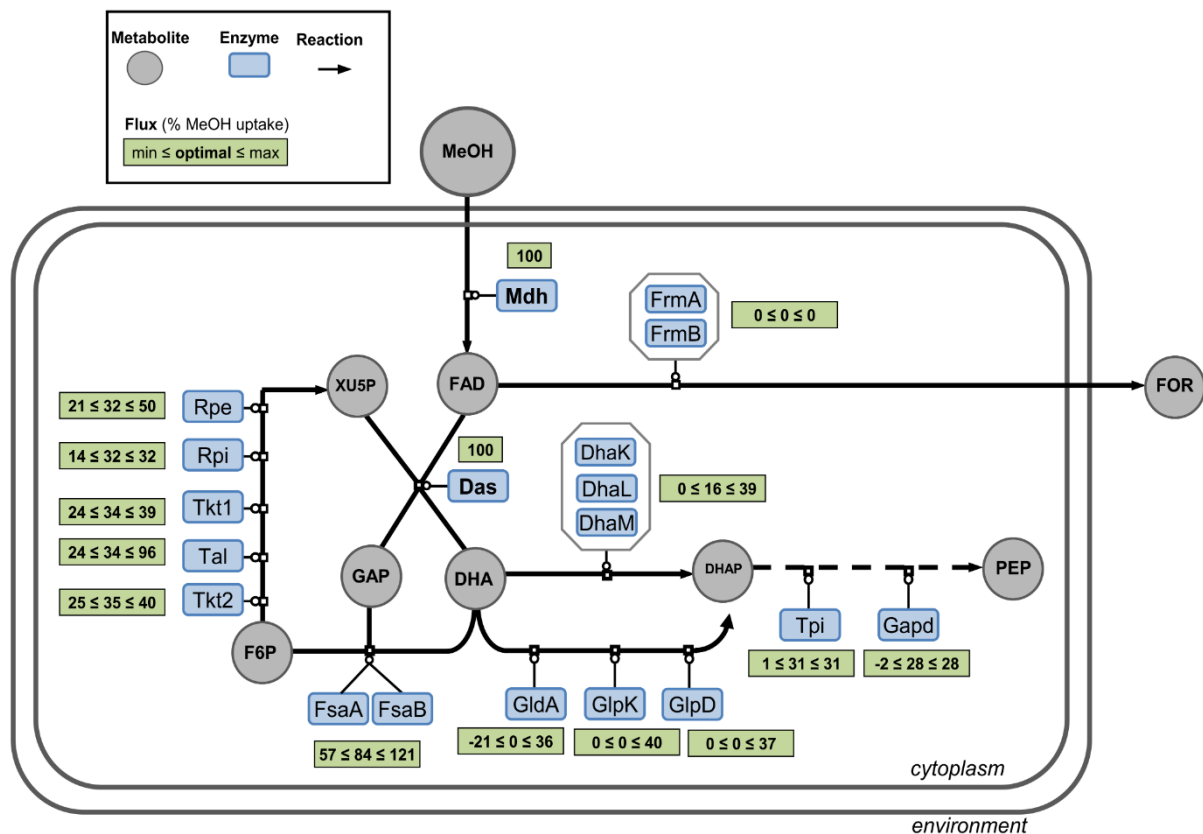 Metabolite Enzyme Reaction
Flux (% MeOH uptake)
min ≤ optimal ≤ max
MeOH
100
Mdh
FrmA
FrmB
0 ≤ 0 ≤ 0
XU5P
FAD
FOR
21 ≤ 32 ≤ 50
Rpe
14 ≤ 32 ≤ 32
Rpi
24 ≤ 34 ≤ 39
Tkt1
24 ≤ 34 ≤ 96
Tal
25 ≤ 35 ≤ 40
Tkt2
100
Das
DhaK
DhaL
DhaM
0 ≤ 16 ≤ 39
GAP
DHA
DHAP
PEP
F6P
Tpi
Gapd
1 ≤ 31 ≤ 31
-2 ≤ 28 ≤ 28
FsaA
FsaB
57 ≤ 84 ≤ 121
GldA
GlpK
GlpD
-21 ≤ 0 ≤ 36
0 ≤ 0 ≤ 40
0 ≤ 0 ≤ 37
cytoplasm
environment